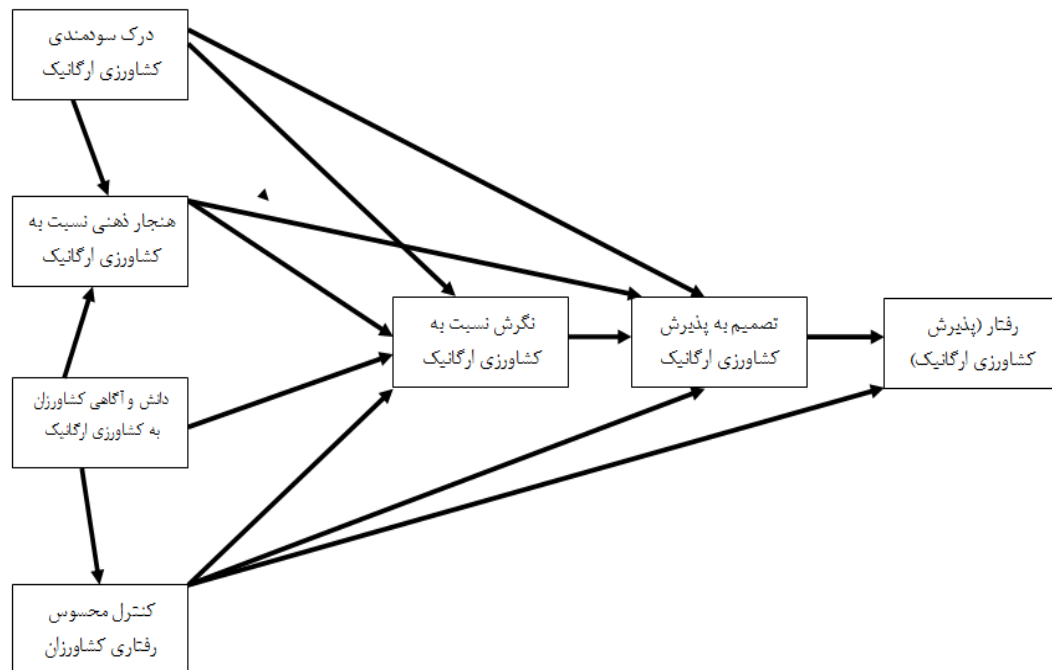 درک سودمندی
کشاورزی ارگانیک
هنجار ذهنی نسبت به
کشاورزی ارگانیک
دانش و آگاهی کشاورزان
به کشاورزی ارگانیک
کنترل محسوس
رفتاری کشاورزان
نگرش نسبت به
کشاورزی ارگانیک
تصمیم به پذیرش
کشاورزی ارگانیک
رفتار (پذیرش
کشاورزی ارگانیک)